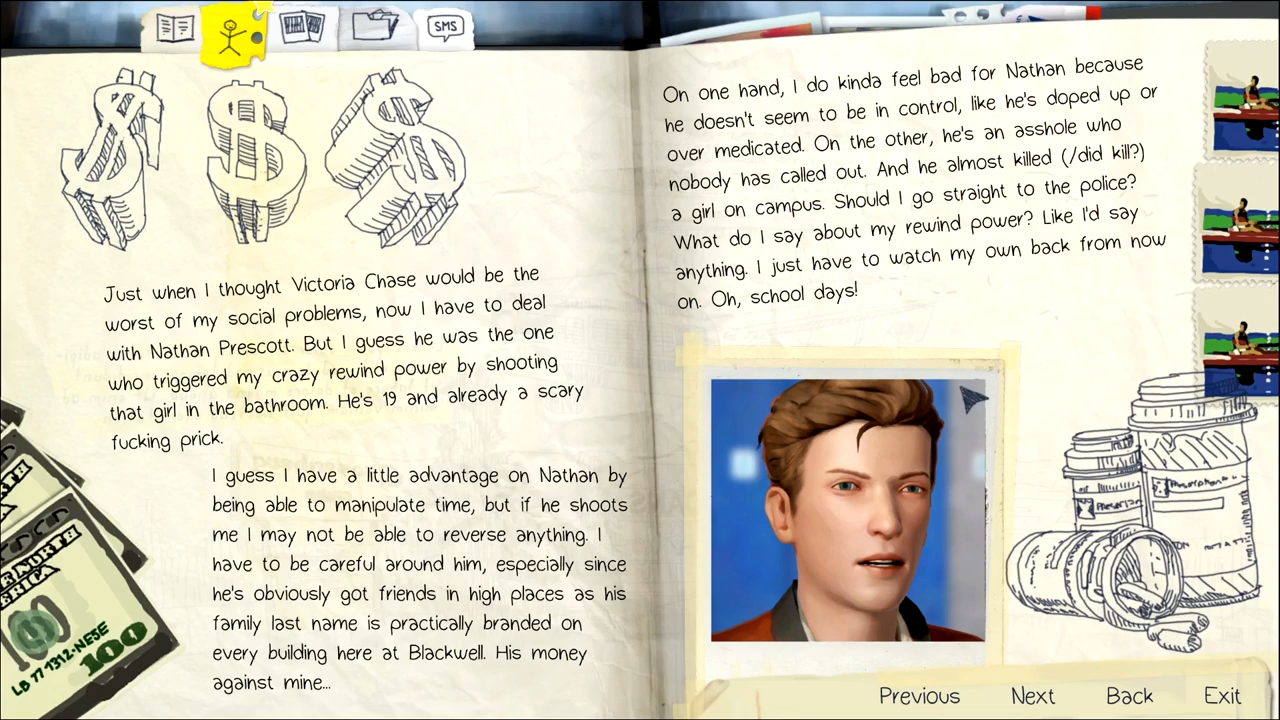 SMS
Just when I thought Victoria Chase would be the
worst of my social problems, now I have to deal
with Nathan Prescott. But I guess he was the one
who triggered my crazy rewind power by shooting
that girl in the bathroom. He's 19 and already a scary
fucking prick.
I guess I have a little advantage on Nathan by
being able to manipulate time, but if he shoots
me I may not be able to reverse anything. I
have to be careful around him, especially since
he's obviously got friends in high places as his
family last name is practically branded on
every building here at Blackwell. His money
against mine...
100
LB 77 1312-NESE
On one hand, I do kinda feel bad for Nathan because
he doesn't seem to be in control, like he's doped up or
over medicated. On the other, he's an asshole who
nobody has called out. And he almost killed (/did kill?)
a girl on campus. Should I go straight to the police?
What do I say about my rewind power? Like I'd say
anything. I just have to watch my own back from now
on. Oh, school days!
Previous Next Back Exit